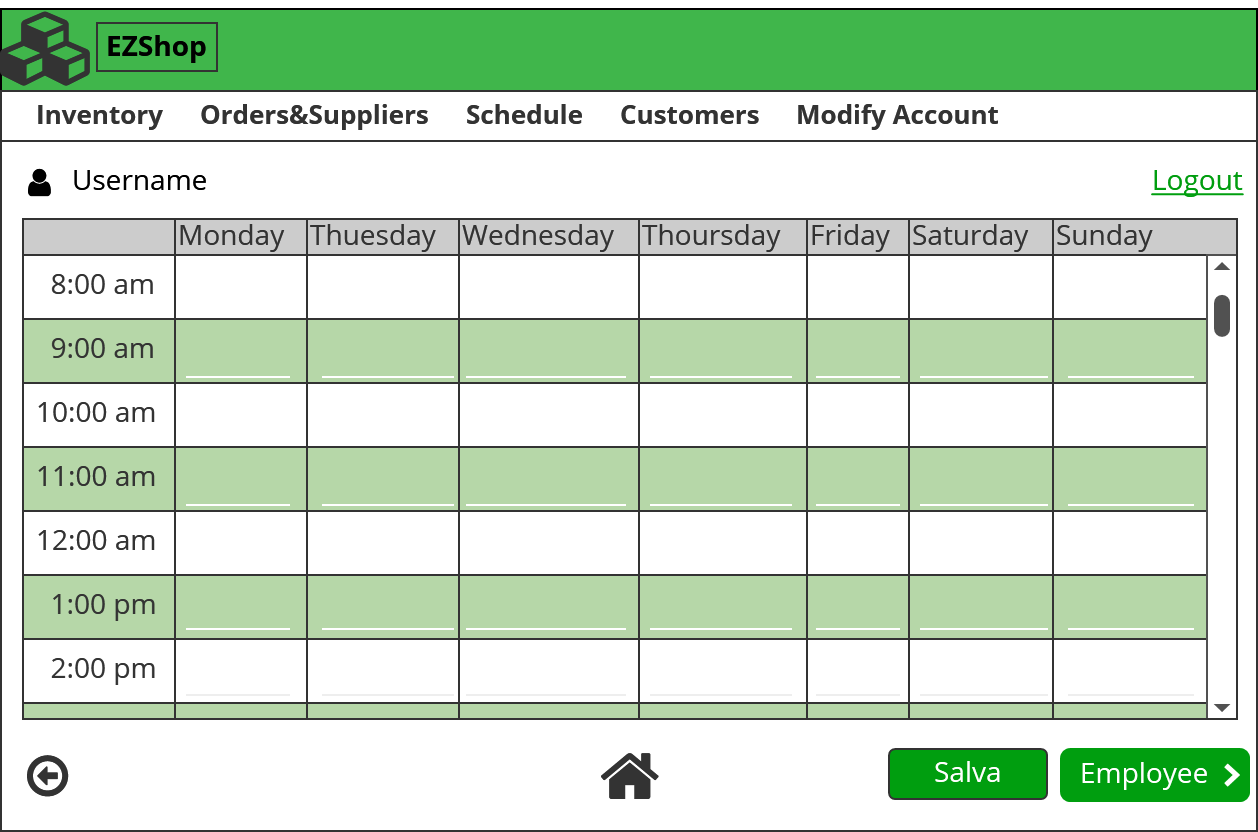 EZShop
Inventory Orders&Suppliers Schedule Customers Modify Account
Username Logout
Monday Thuesday Wednesday Thoursday Friday Saturday Sunday
8:00 am
9:00 am
10:00 am
11:00 am
12:00 am
1:00 pm
2:00 pm
Salva Employee